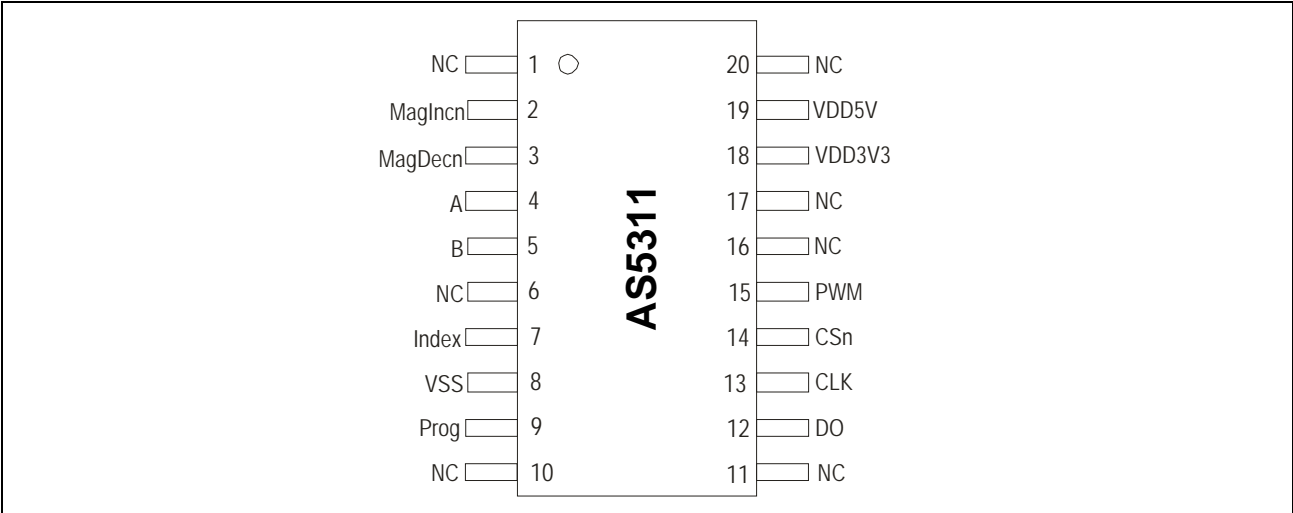 NC 1 20 NC
MagIncn 2 19 VDD5V
MagDecn 3 18 VDD3V3
A 4 17 NC
B 5 16 NC
NC 6 15 PWM
Index 7 14 CSn
VSS 8 13 CLK
Prog 9 12 DO
NC 10 11 NC
AS5311